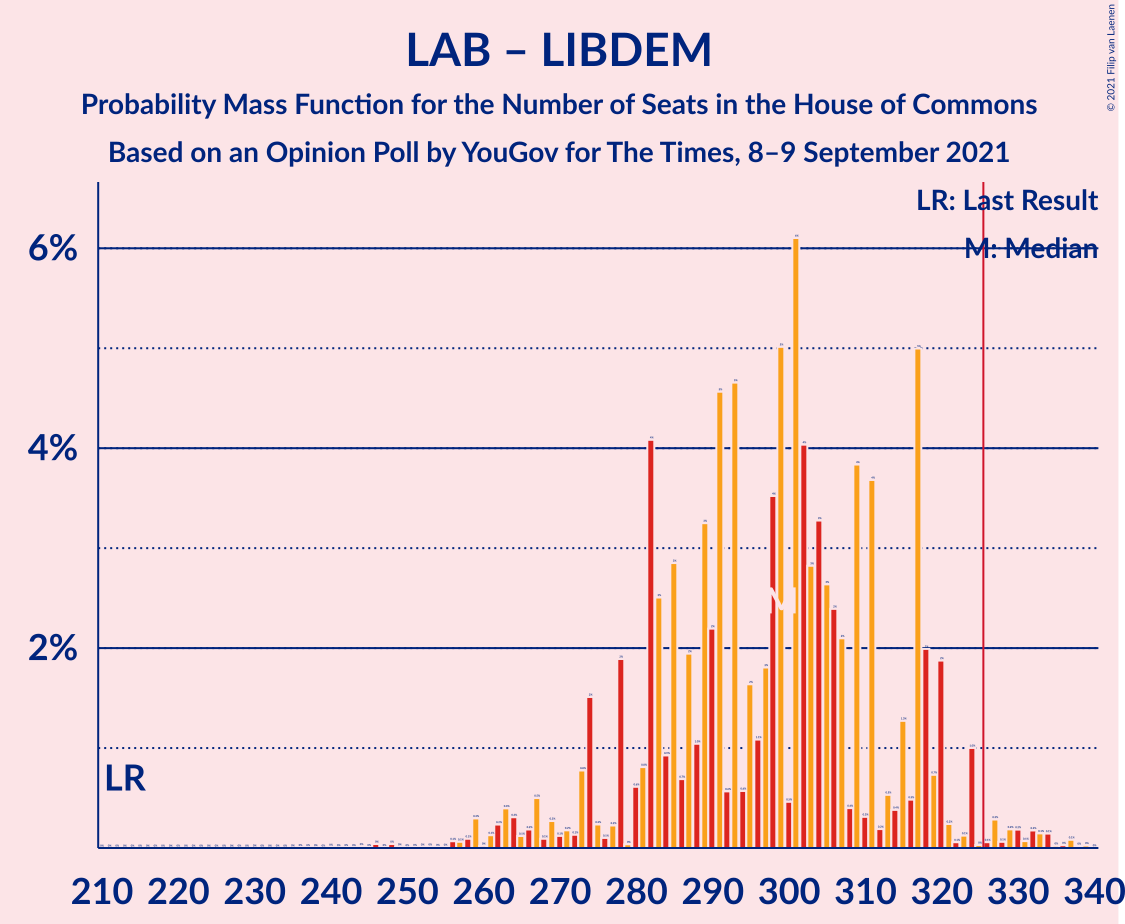 LAB – LIBDEM
Probability Mass Function for the Number of Seats in the House of Commons
Based on an Opinion Poll by YouGov for The Times, 8–9 September 2021
© 2021 Filip van Laenen
LR: Last Result
M: Median
6%
4%
2%
LR
M
210 220 230 240 250 260 270 280 290 300 310 320 330 340